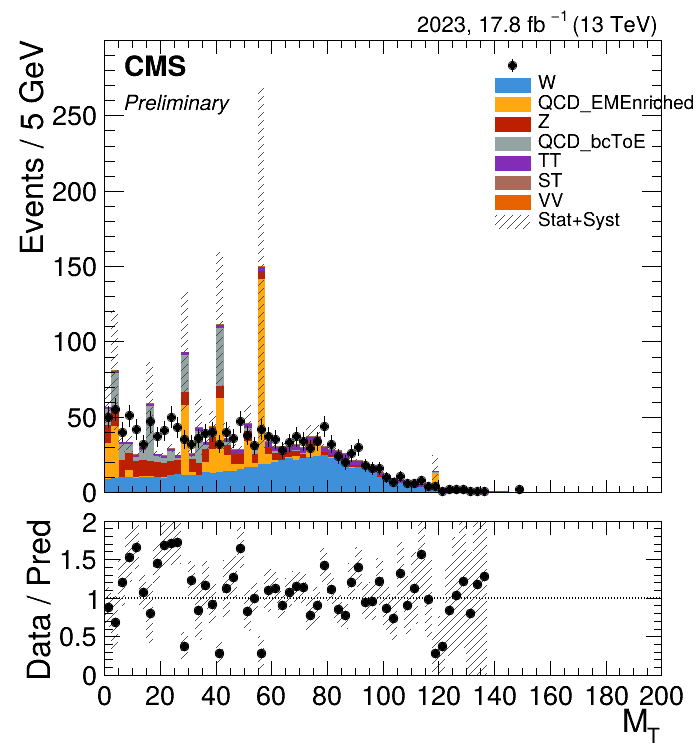 2023, 17.8 fb⁻¹ (13 TeV)
CMS
Preliminary
W
QCD_EMEnriched
Z
QCD_bcToE
TT
ST
VV
Stat+Syst
Events / 5 GeV
250
200
150
100
50
0
Data / Pred
2
1.5
1
0.5
0
0 20 40 60 80 100 120 140 160 180 200
M_T